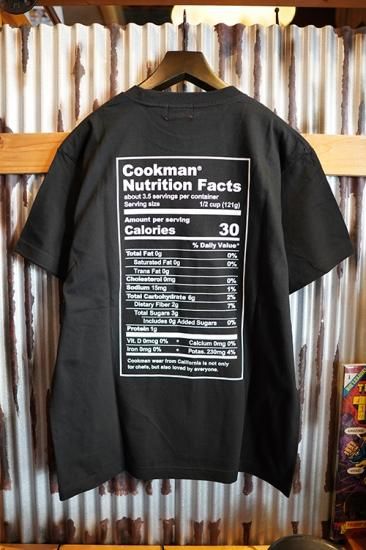 Cookman®
Nutrition Facts
about 3.5 servings per container
Serving size 1/2 cup (121g)
Amount per serving
Calories 30
% Daily Value*
Total Fat 0g 0%
Saturated Fat 0g 0%
Trans Fat 0g
Cholesterol 0mg 0%
Sodium 15mg 1%
Total Carbohydrate 6g 2%
Dietary Fiber 2g 7%
Total Sugars 3g
Includes 0g Added Sugars 0%
Protein 1g
Vit. D 0mcg 0% • Calcium 0mg 0%
Iron 0mg 0% • Potas. 230mg 4%
Cookman wear from California is not only
for chefs, but also loved by everyone.